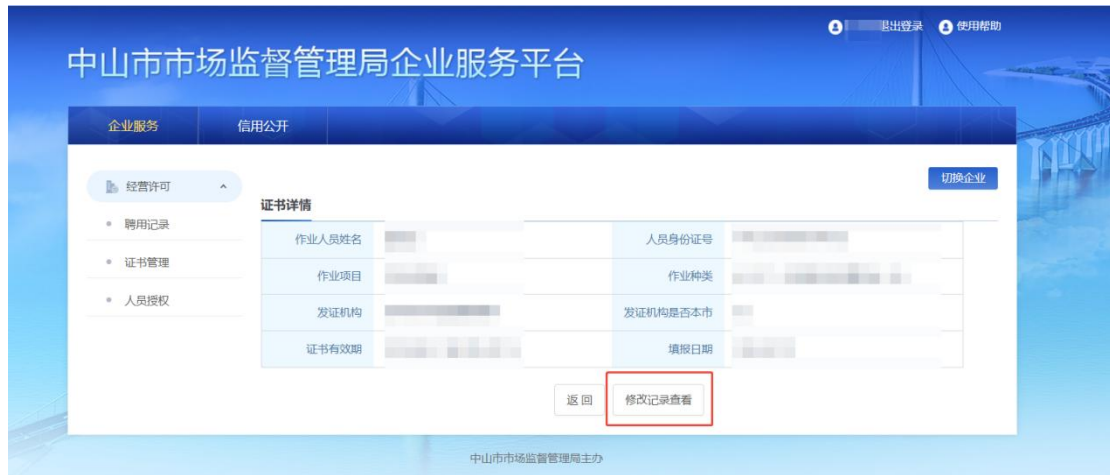 退出登录 使用帮助
中山市市场监督管理局企业服务平台
企业服务 信用公开
切换企业
经营许可
证书详情
聘用记录
作业人员姓名 人员身份证号
证书管理
作业项目 作业种类
人员授权
发证机构 发证机构是否本市
证书有效期 填报日期
返回 修改记录查看
中山市市场监督管理局主办